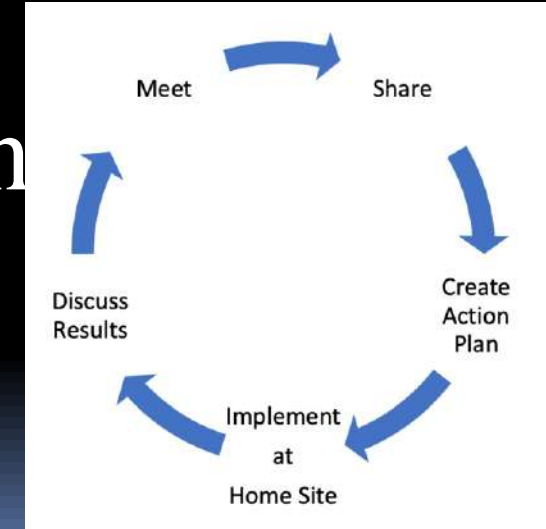 Meet
Share
Create
Action
Plan
Implement
at
Home Site
Discuss
Results
n